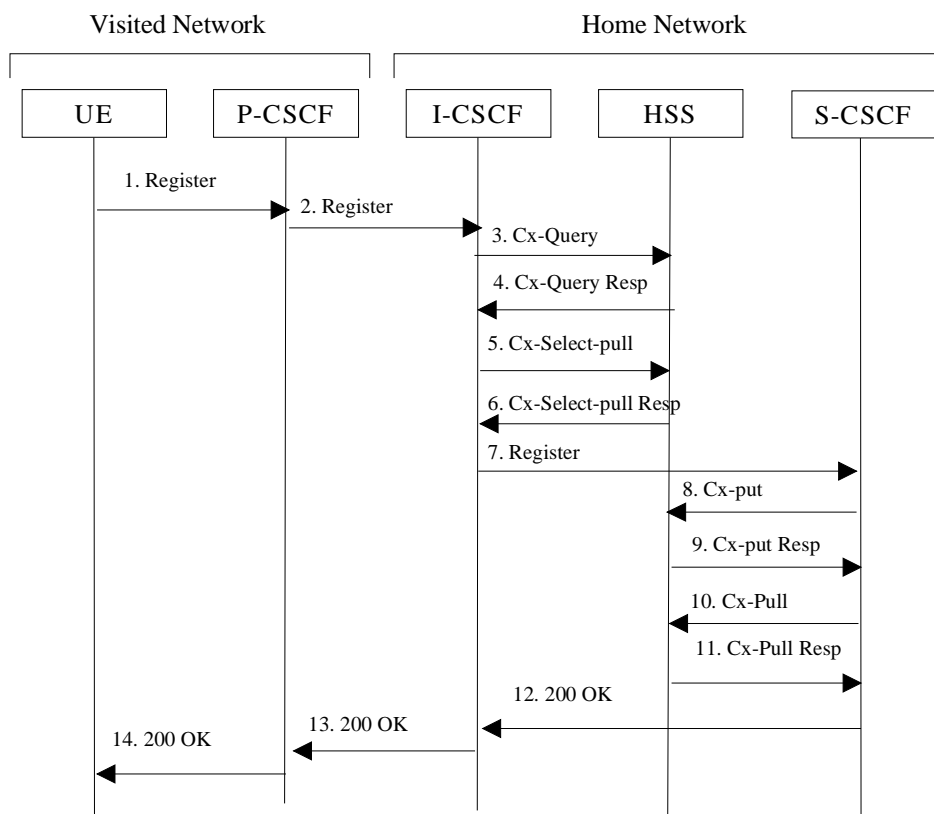 Visited Network
Home Network
UE
P-CSCF
I-CSCF
HSS
S-CSCF
1. Register
2. Register
3. Cx-Query
4. Cx-Query Resp
5. Cx-Select-pull
6. Cx-Select-pull Resp
7. Register
8. Cx-put
9. Cx-put Resp
10. Cx-Pull
11. Cx-Pull Resp
12. 200 OK
13. 200 OK
14. 200 OK